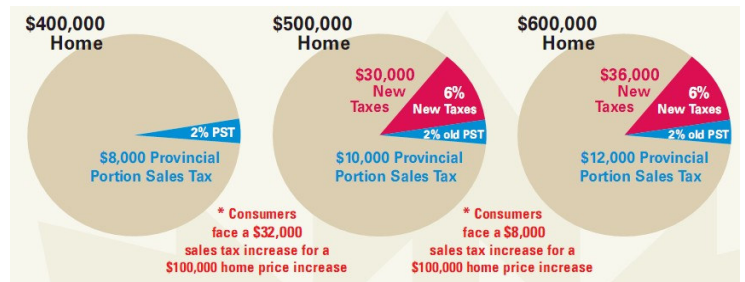 $400,000
Home
2% PST
$8,000 Provincial
Portion Sales Tax
$500,000
Home
$30,000
New
Taxes
6%
New Taxes
2% old PST
$10,000 Provincial
Portion Sales Tax
$600,000
Home
$36,000
New
Taxes
6%
New Taxes
2% old PST
$12,000 Provincial
Portion Sales Tax
* Consumers
face a $32,000
sales tax increase for a
$100,000 home price increase
* Consumers
face a $8,000
sales tax increase for a
$100,000 home price increase